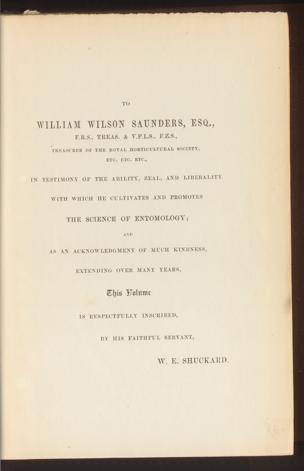 TO
WILLIAM WILSON SAUNDERS, ESQ.,
F.R.S., TREAS. & V.P.L.S., F.Z.S.,
TREASURER OF THE ROYAL HORTICULTURAL SOCIETY,
ETC. ETC. ETC.,
IN TESTIMONY OF THE ABILITY, ZEAL, AND LIBERALITY
WITH WHICH HE CULTIVATES AND PROMOTES
THE SCIENCE OF ENTOMOLOGY;
AND
AS AN ACKNOWLEDGMENT OF MUCH KINDNESS,
EXTENDING OVER MANY YEARS,
This Volume
IS RESPECTFULLY INSCRIBED,
BY HIS FAITHFUL SERVANT,
W. E. SHUCKARD.